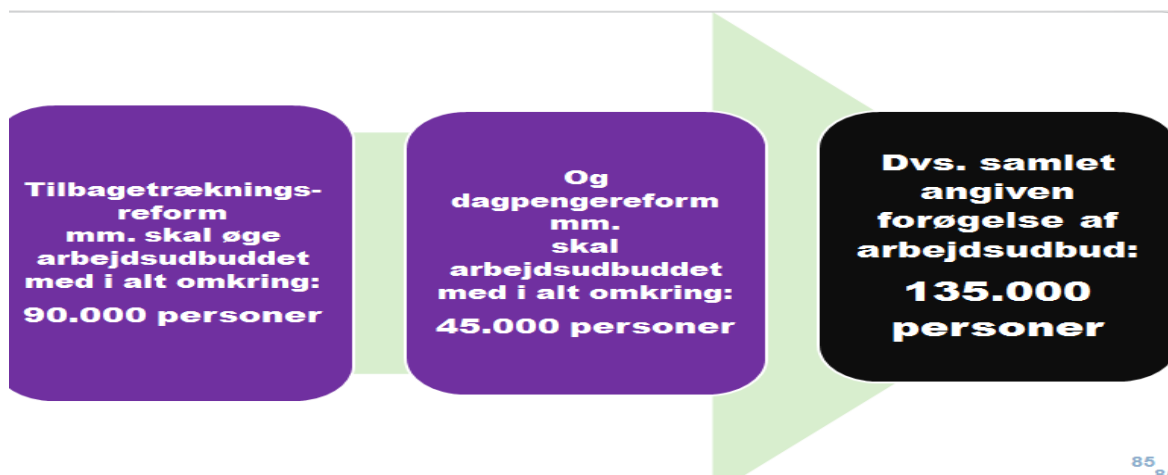 Tilbagetræknings-
reform
mm. skal øge
arbejdsudbuddet
med i alt omkring:
90.000 personer
Og
dagpengereform
mm.
skal
arbejdsudbuddet
med i alt omkring:
45.000 personer
Dvs. samlet
angiven
forøgelse af
arbejdsudbud:
135.000
personer
85